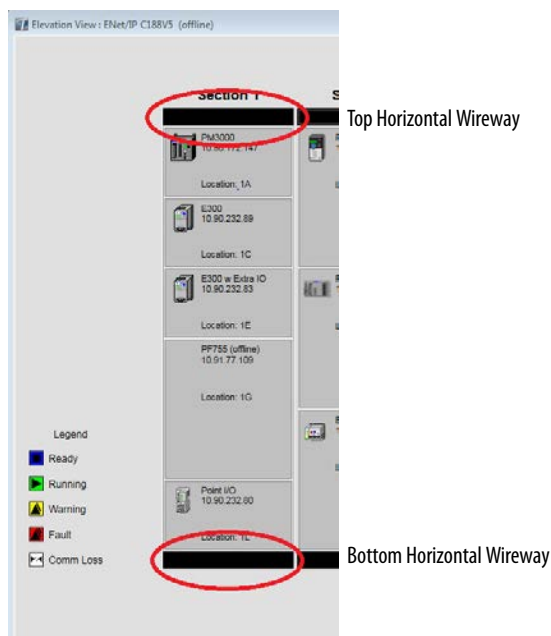 Elevation View : ENet/IP C188V5 (offline)
Section 1
S
Top Horizontal Wireway
PM3000
Location: 1A
E300
10.90.232.89
Location: 1C
E300 w Extra IO
10.90.232.83
Location: 1E
PF755 (offline)
10.91.77.109
Location: 1G
Legend
Ready
Running
Warning
Fault
Comm Loss
Point I/O
10.90.232.80
Location: 1L
Bottom Horizontal Wireway